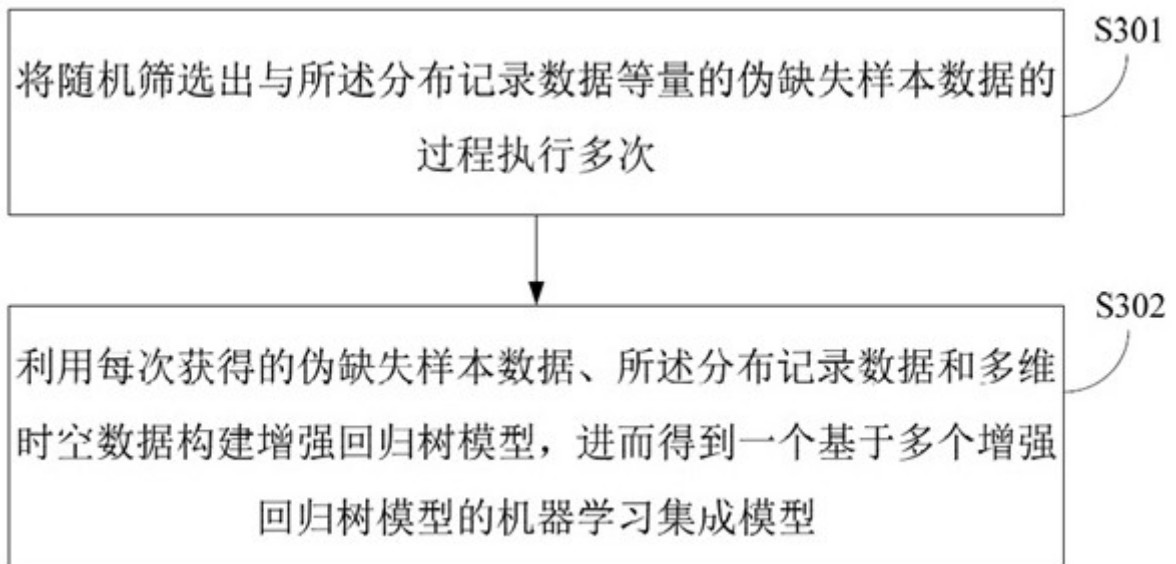 S301
将随机筛选出与所述分布记录数据等量的伪缺失样本数据的
过程执行多次
S302
利用每次获得的伪缺失样本数据、所述分布记录数据和多维
时空数据构建增强回归树模型，进而得到一个基于多个增强
回归树模型的机器学习集成模型